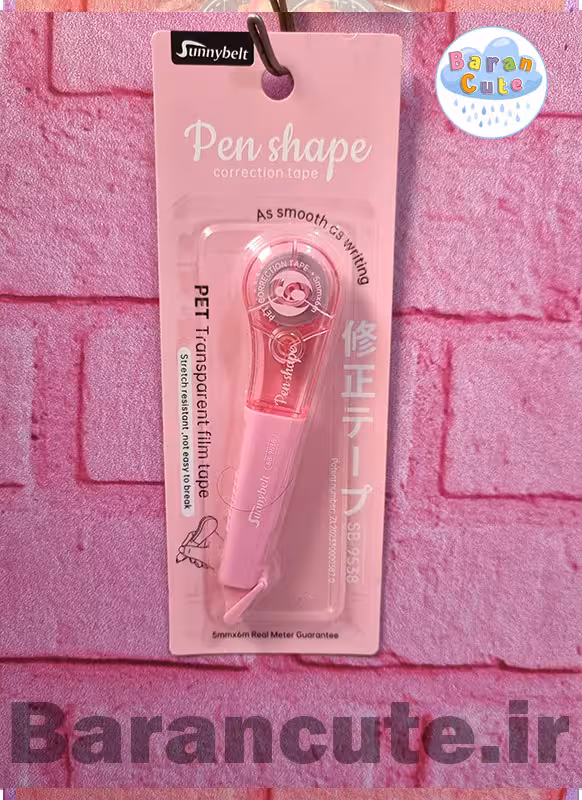 Sunnybelt
Baran
Cute
Pen shape
correction tape
As smooth as writing
PET CORRECTION TAPE • 5mmx6m
Pen shape
PET Transparent film tape
Stretch resistant ,not easy to break
修正テープ
SB-9538
Sunnybelt
5mmx6m Real Meter Guarantee
Barancute.ir